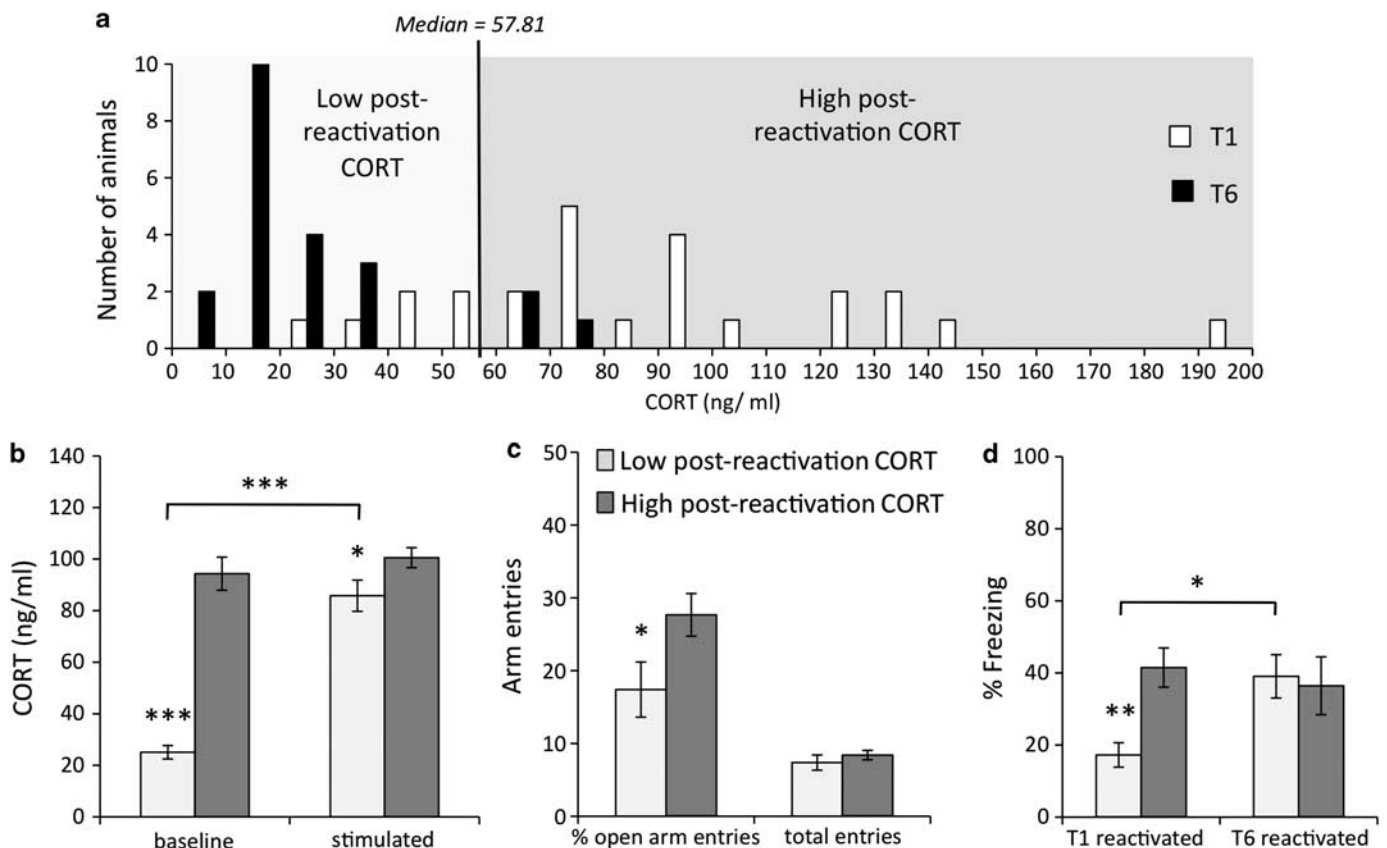 a
Median = 57.81
Number of animals
10
8
6
4
2
0
Low post-
reactivation
CORT
High post-
reactivation CORT
T1
T6
0 10 20 30 40 50 60 70 80 90 100 110 120 130 140 150 160 170 180 190 200
CORT (ng/ ml)
b
CORT (ng/ml)
140
120
100
80
60
40
20
0
***
*
***
baseline stimulated
c
Arm entries
50
40
30
20
10
0
Low post-reactivation CORT
High post-reactivation CORT
*
% open arm entries total entries
d
% Freezing
100
80
60
40
20
0
*
**
T1 reactivated T6 reactivated